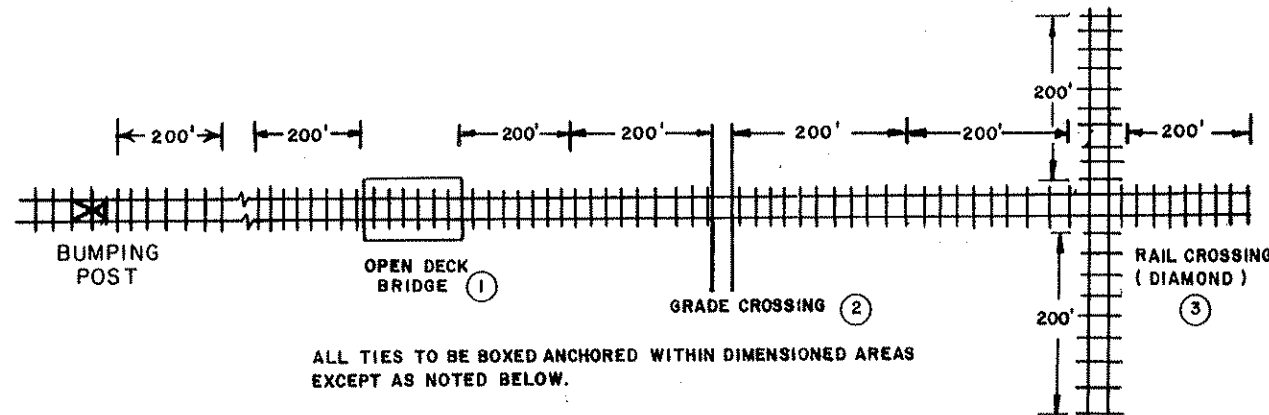 200'
200' 200' 200' 200' 200' 200' 200'
BUMPING
POST
OPEN DECK
BRIDGE 1
GRADE CROSSING 2
RAIL CROSSING
(DIAMOND)
3
200'
ALL TIES TO BE BOXED ANCHORED WITHIN DIMENSIONED AREAS
EXCEPT AS NOTED BELOW.